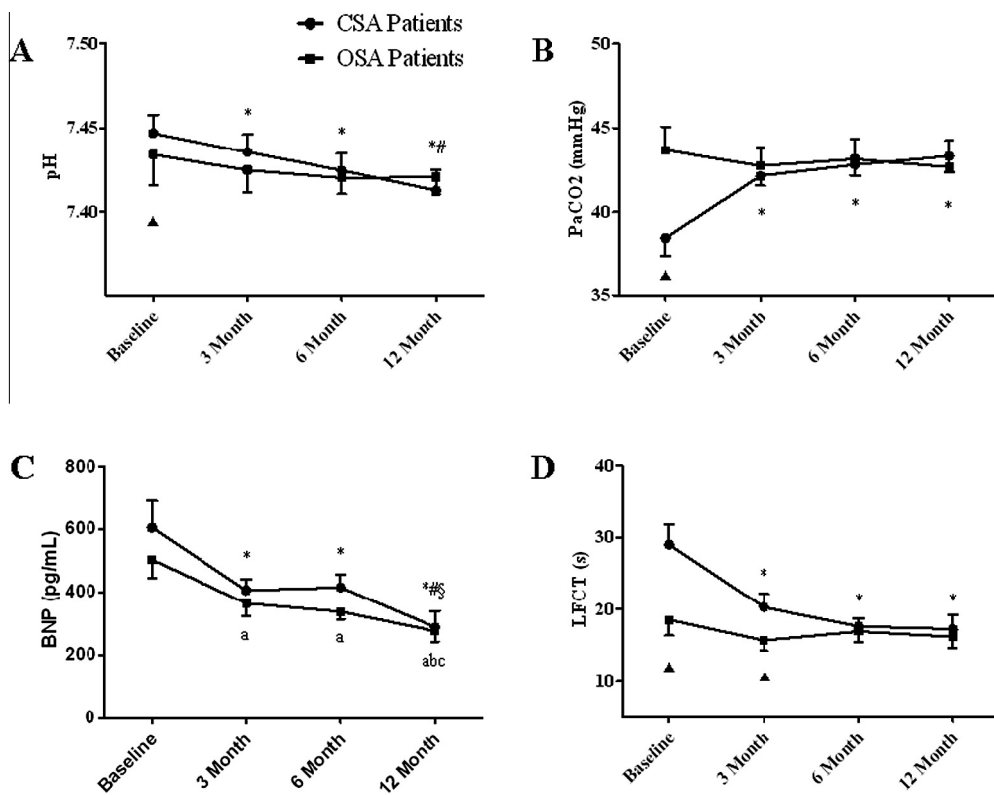 A
CSA Patients
OSA Patients
7.50
7.45
7.40
pH
*
*
*#
▲
Baseline
3 Month
6 Month
12 Month
B
50
45
40
35
PaCO2 (mmHg)
*
*
*
▲
Baseline
3 Month
6 Month
12 Month
C
800
600
400
200
0
BNP (pg/mL)
*
*
*#§
a
a
abc
Baseline
3 Month
6 Month
12 Month
D
40
30
20
10
LFCT (s)
*
*
*
▲
▲
Baseline
3 Month
6 Month
12 Month